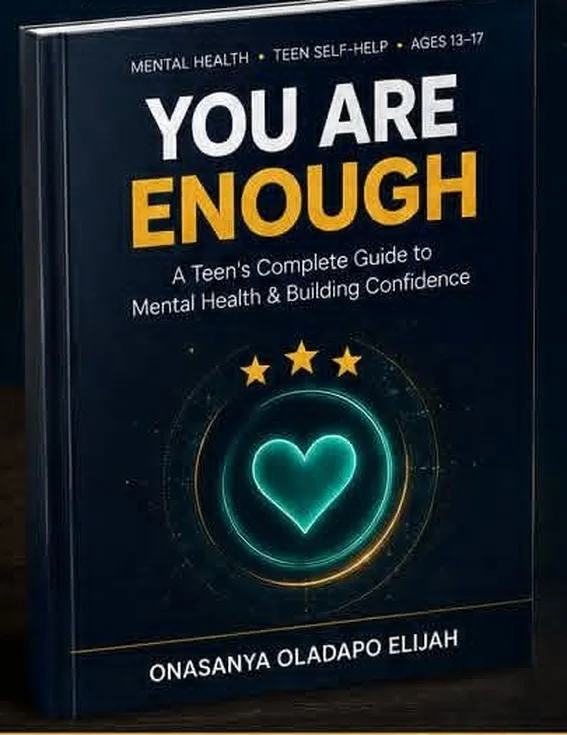 MENTAL HEALTH • TEEN SELF-HELP • AGES 13–17
YOU ARE
ENOUGH
A Teen's Complete Guide to
Mental Health & Building Confidence
ONASANYA OLADAPO ELIJAH